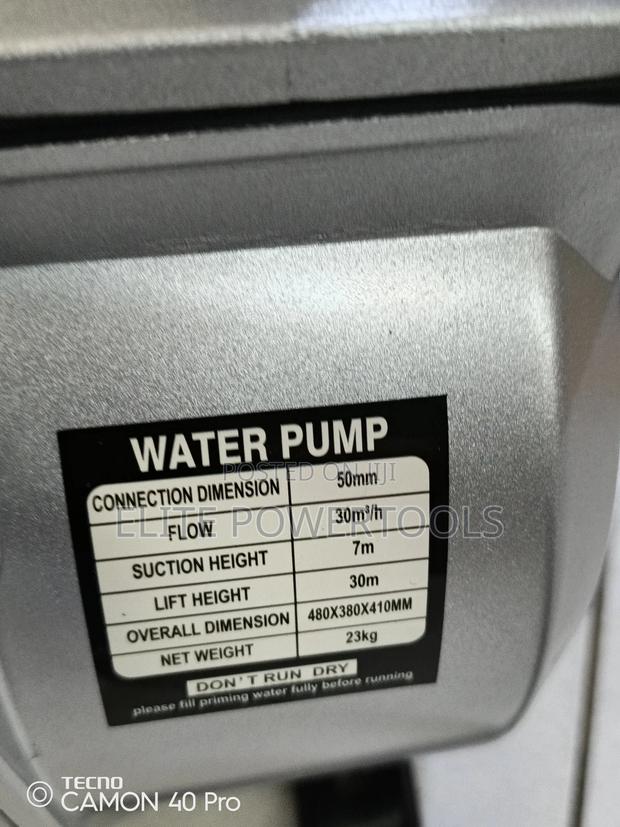 WATER PUMP
POSTED ON JIJI
CONNECTION DIMENSION 50mm
FLOW 30m³/h
ELITE POWERTOOLS
SUCTION HEIGHT 7m
LIFT HEIGHT 30m
OVERALL DIMENSION 480X380X410MM
NET WEIGHT 23kg
DON'T RUN DRY
please fill priming water fully before running
TECNO
CAMON 40 Pro